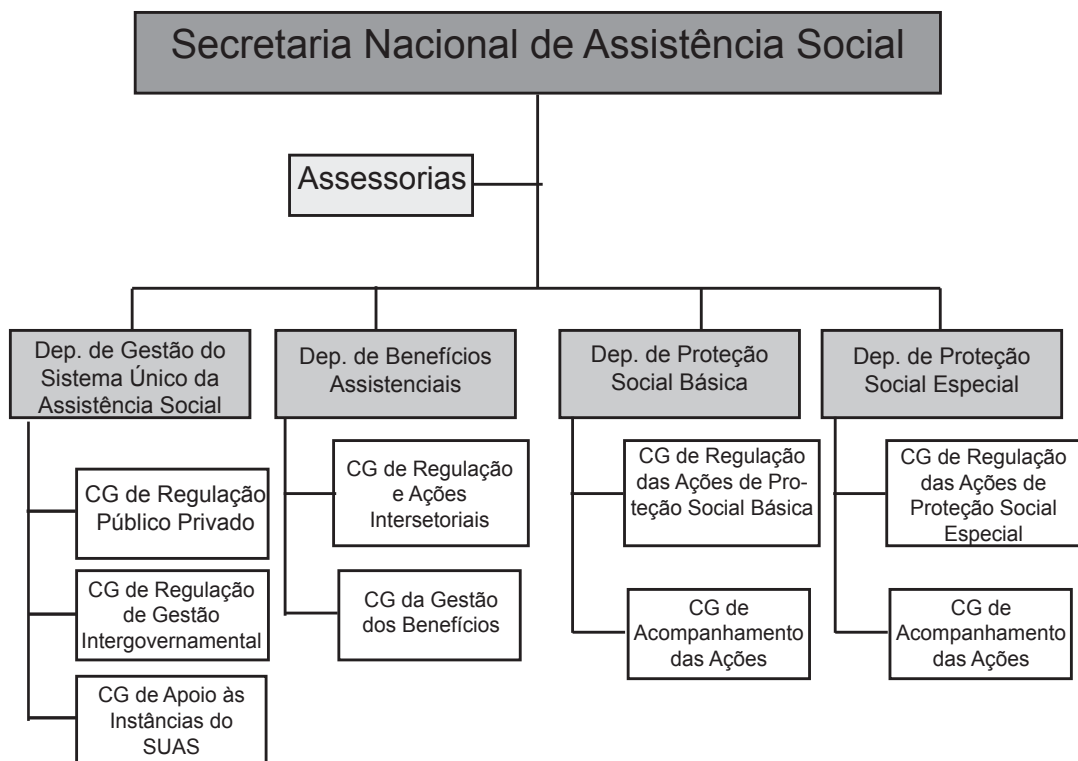 Secretaria Nacional de Assistência Social
Assessorias
Dep. de Gestão do
Sistema Único da
Assistência Social
Dep. de Benefícios
Assistenciais
Dep. de Proteção
Social Básica
Dep. de Proteção
Social Especial
CG de Regulação
Público Privado
CG de Regulação
de Gestão
Intergovernamental
CG de Apoio às
Instâncias do
SUAS
CG de Regulação
e Ações
Intersetoriais
CG da Gestão
dos Benefícios
CG de Regulação
das Ações de Pro-
teção Social Básica
CG de
Acompanhamento
das Ações
CG de Regulação
das Ações de
Proteção Social
Especial
CG de
Acompanhamento
das Ações